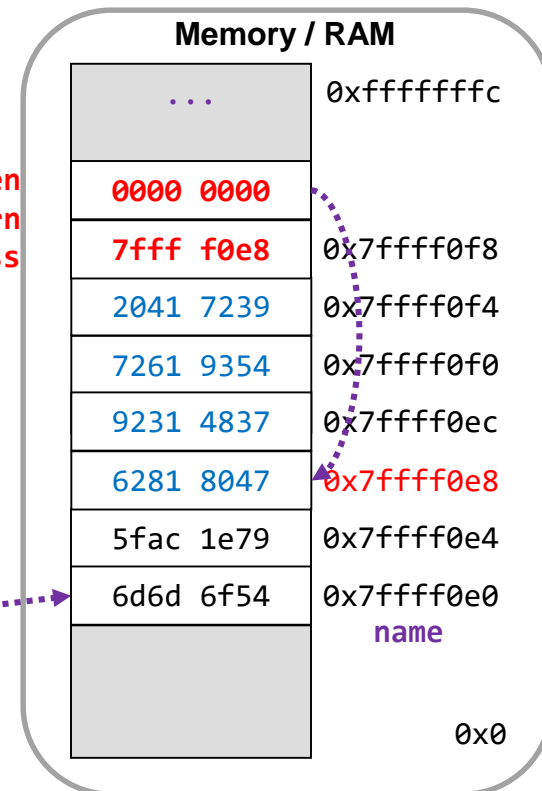 Memory / RAM
... 0xfffffffc
0000 0000
7fff f0e8 0x7ffff0f8
2041 7239 0x7ffff0f4
7261 9354 0x7ffff0f0
9231 4837 0x7ffff0ec
6281 8047 0x7ffff0e8
5fac 1e79 0x7ffff0e4
6d6d 6f54 0x7ffff0e0
name
0x0